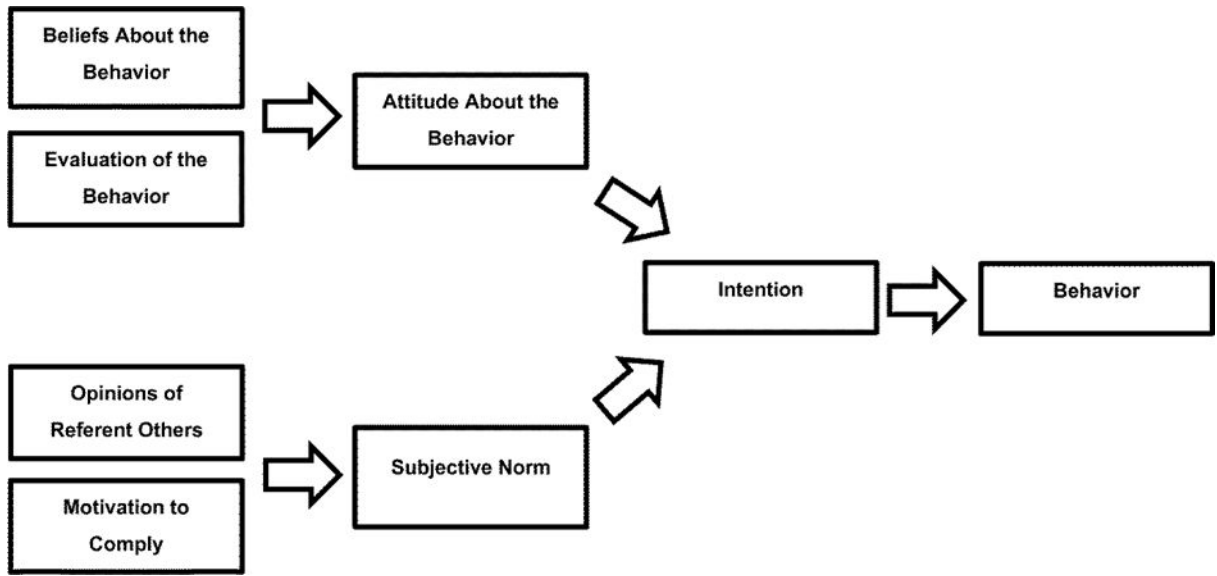 Beliefs About the
Behavior
Evaluation of the
Behavior
Attitude About the
Behavior
Intention
Behavior
Opinions of
Referent Others
Motivation to
Comply
Subjective Norm